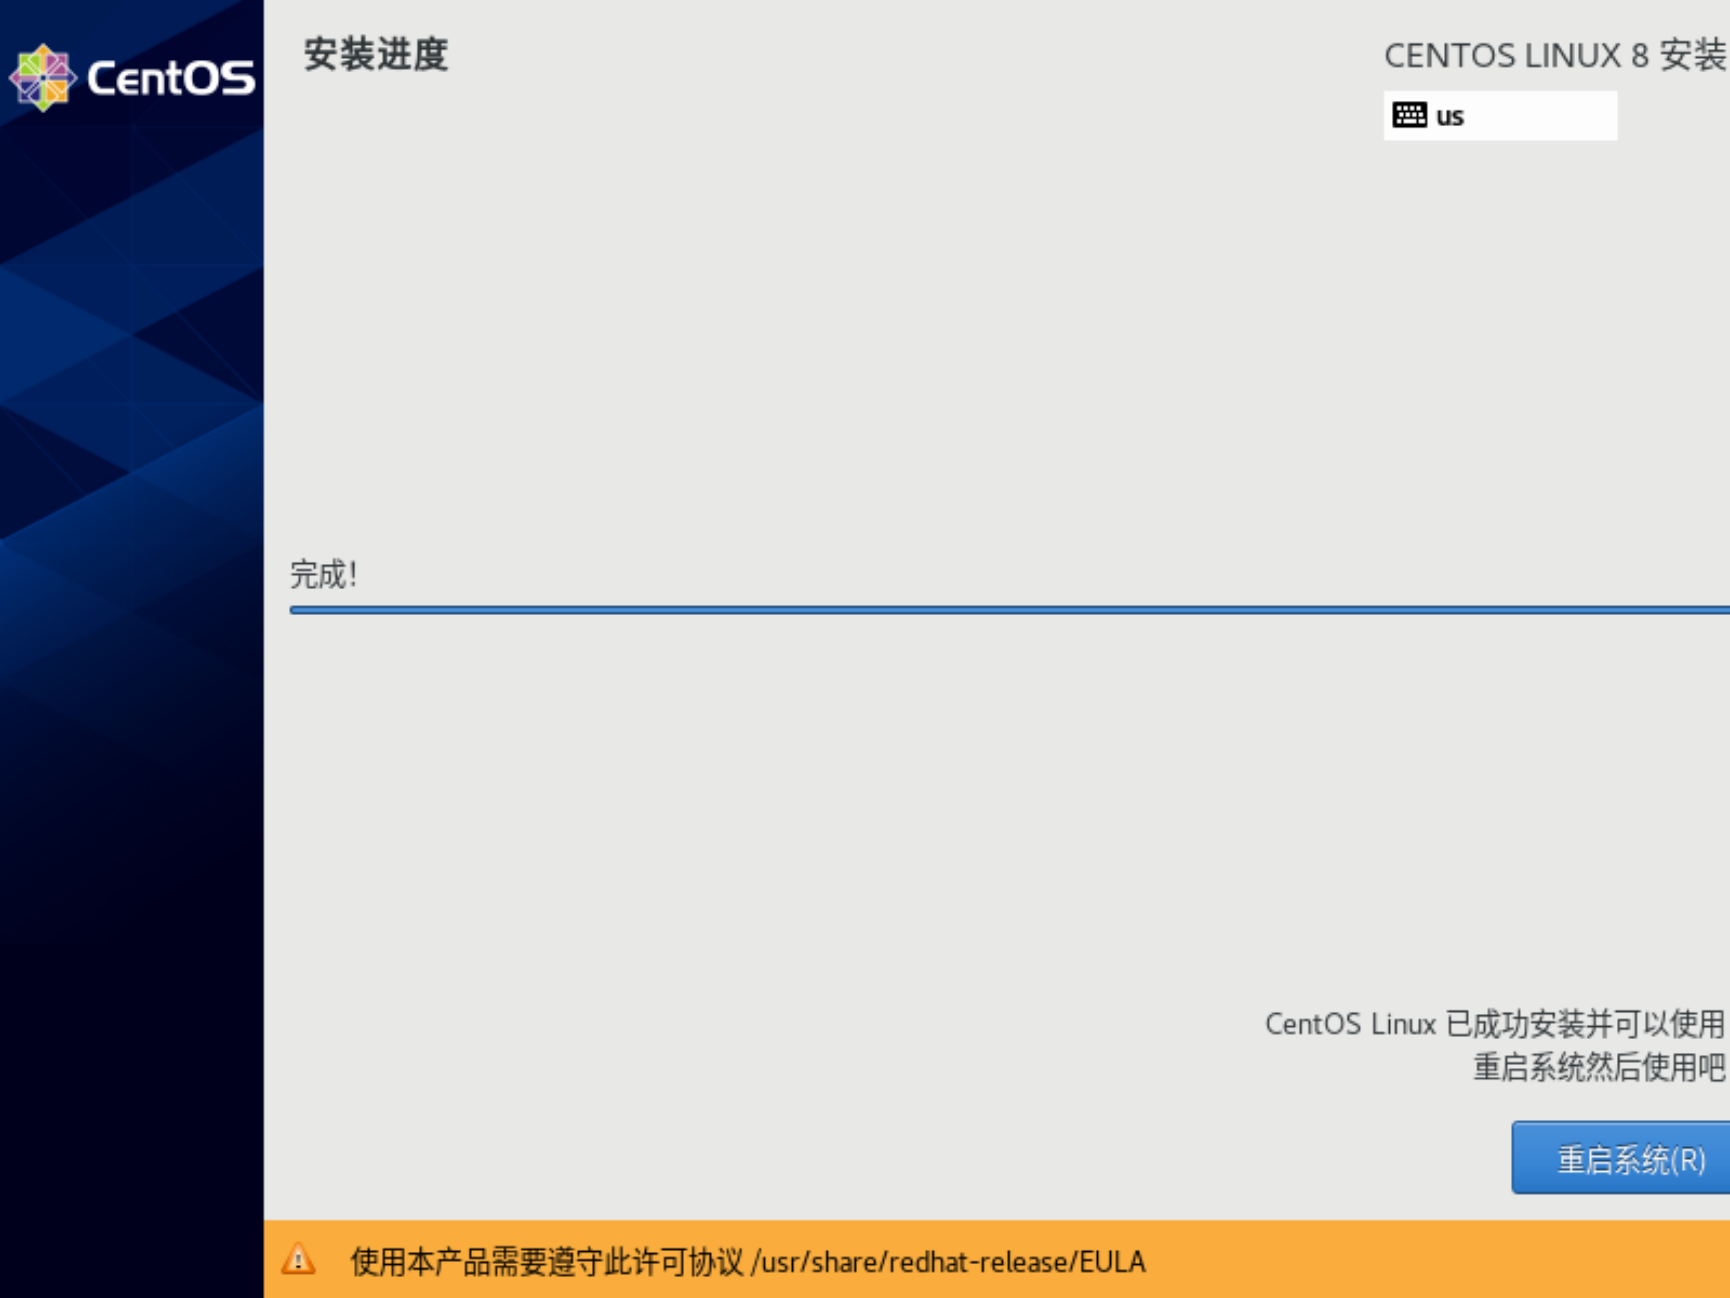 CentOS
安装进度
CENTOS LINUX 8 安装
us
完成！
CentOS Linux 已成功安装并可以使用
重启系统然后使用吧
重启系统(R)
使用本产品需要遵守此许可协议 /usr/share/redhat-release/EULA